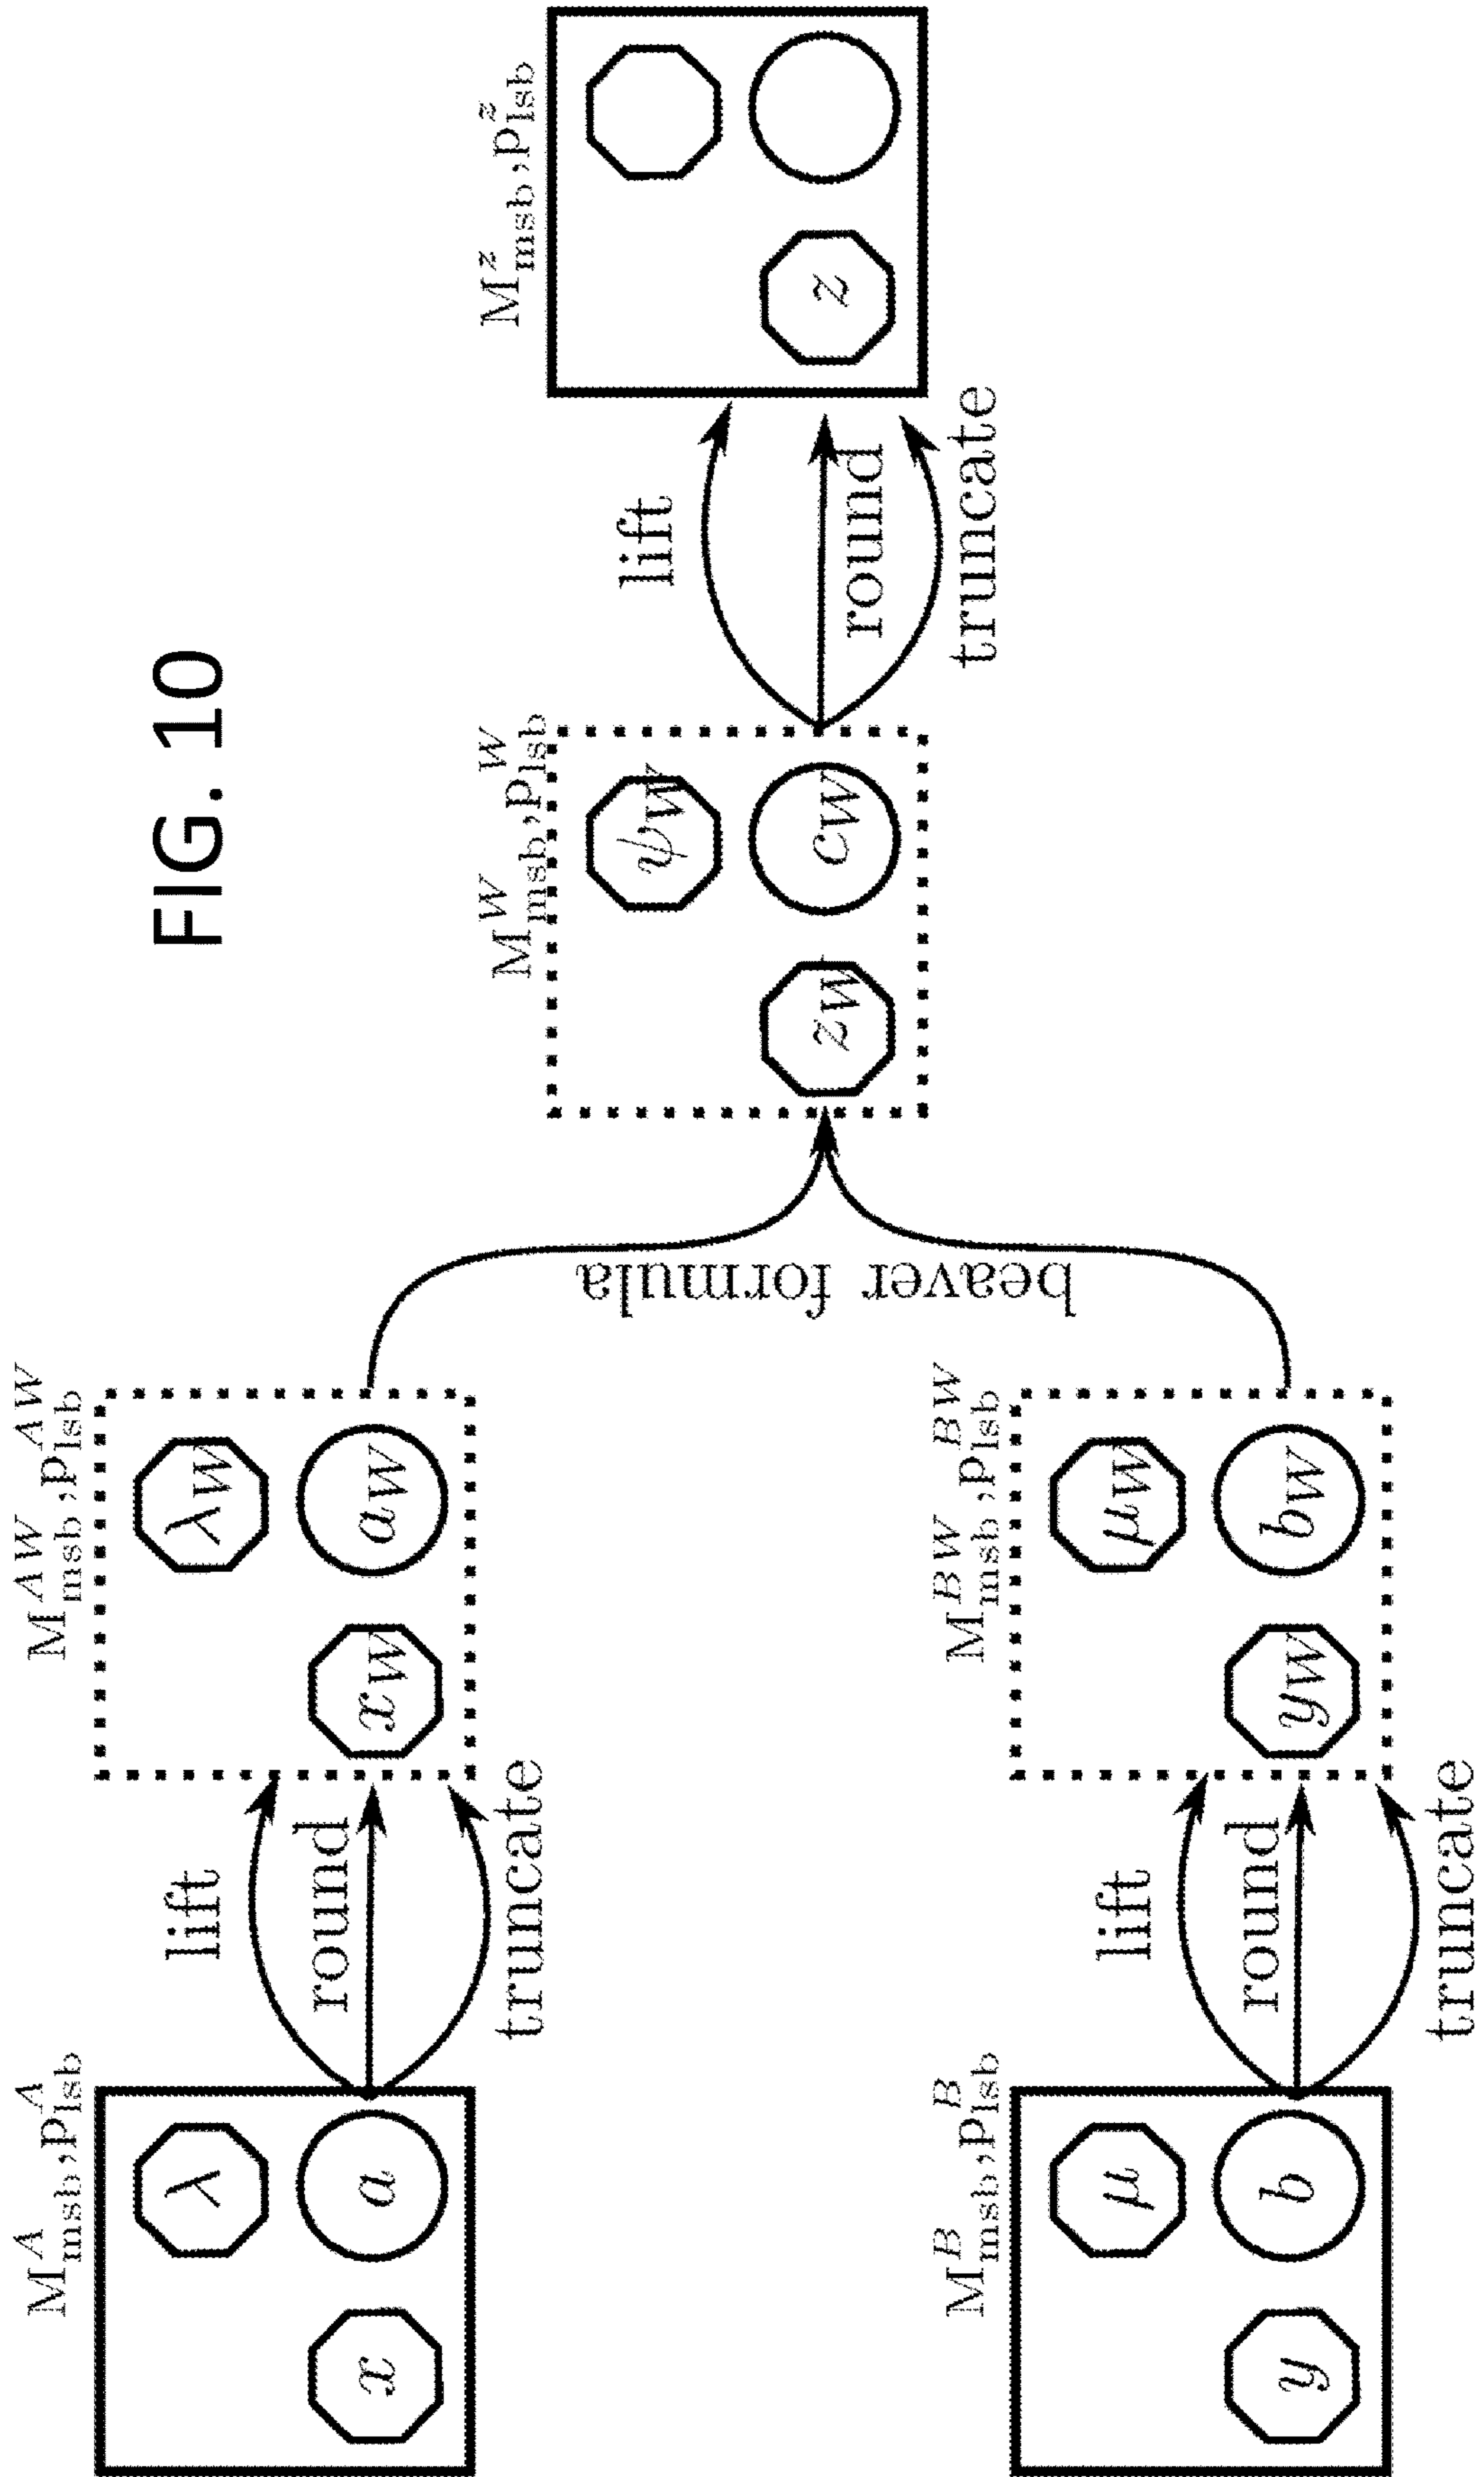 FIG. 10
M^A_msb, p^A_lsb
λ
x
a
lift
round
truncate
M^AW_msb, p^AW_lsb
λ_W
x_W
a_W
M^B_msb, p^B_lsb
μ
y
b
lift
round
truncate
M^BW_msb, p^BW_lsb
μ_W
y_W
b_W
beaver formula
M^W_msb, p^W_lsb
ψ_W
z_W
c_W
lift
round
truncate
M^z_msb, p^z_lsb
z